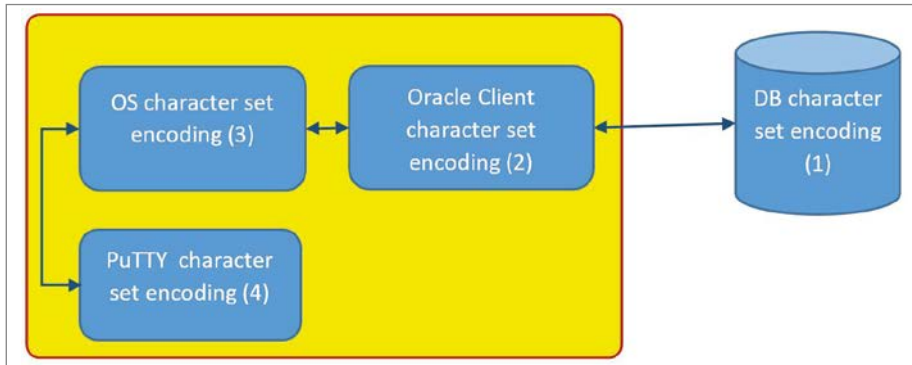 OS character set
encoding (3)
Oracle Client
character set
encoding (2)
DB character
set encoding
(1)
PuTTY character
set encoding (4)